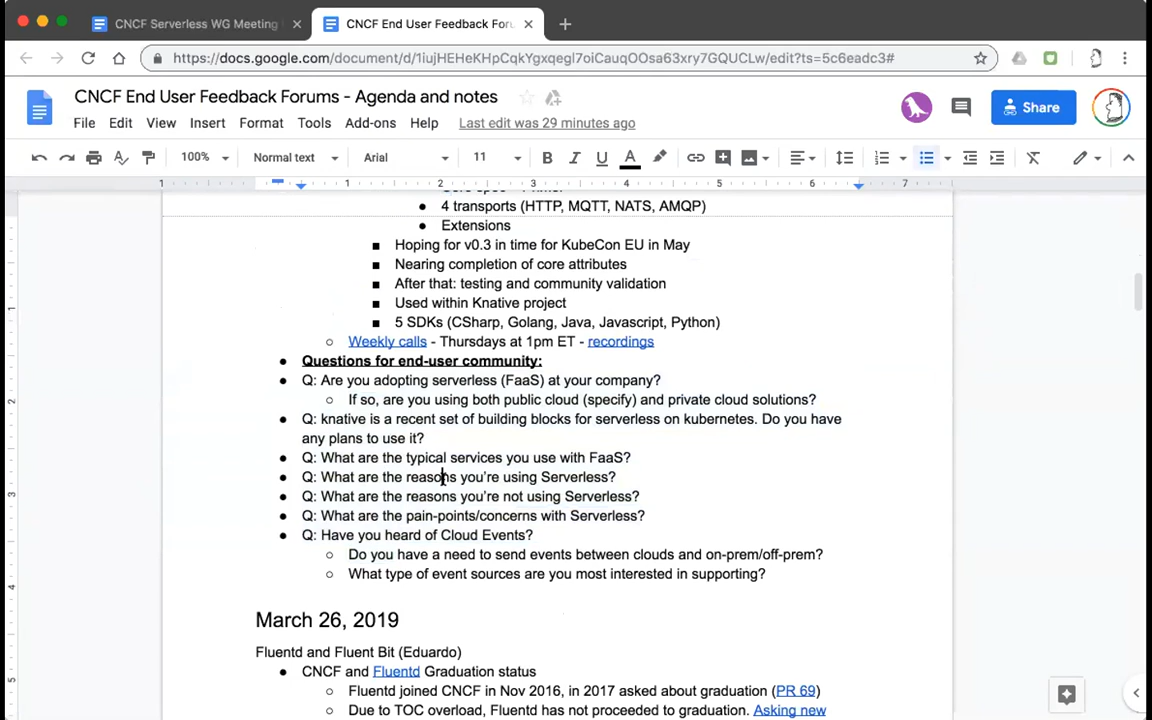 CNCF Serverless WG Meeting
CNCF End User Feedback Foru
https://docs.google.com/document/d/1iujHEHeKHpCqkYgxqegl7oiCauqOOsa63xry7GQUCLw/edit?ts=5c6eadc3#
CNCF End User Feedback Forums - Agenda and notes
Share
File Edit View Insert Format Tools Add-ons Help Last edit was 29 minutes ago
100% Normal text Arial 11 B I U A
1 1 2 3 4 5 6 7
4 transports (HTTP, MQTT, NATS, AMQP)
Extensions
Hoping for v0.3 in time for KubeCon EU in May
Nearing completion of core attributes
After that: testing and community validation
Used within Knative project
5 SDKs (CSharp, Golang, Java, Javascript, Python)
Weekly calls - Thursdays at 1pm ET - recordings
Questions for end-user community:
Q: Are you adopting serverless (FaaS) at your company?
If so, are you using both public cloud (specify) and private cloud solutions?
Q: knative is a recent set of building blocks for serverless on kubernetes. Do you have
any plans to use it?
Q: What are the typical services you use with FaaS?
Q: What are the reasons you're using Serverless?
Q: What are the reasons you're not using Serverless?
Q: What are the pain-points/concerns with Serverless?
Q: Have you heard of Cloud Events?
Do you have a need to send events between clouds and on-prem/off-prem?
What type of event sources are you most interested in supporting?
March 26, 2019
Fluentd and Fluent Bit (Eduardo)
CNCF and Fluentd Graduation status
Fluentd joined CNCF in Nov 2016, in 2017 asked about graduation (PR 69)
Due to TOC overload, Fluentd has not proceeded to graduation. Asking new